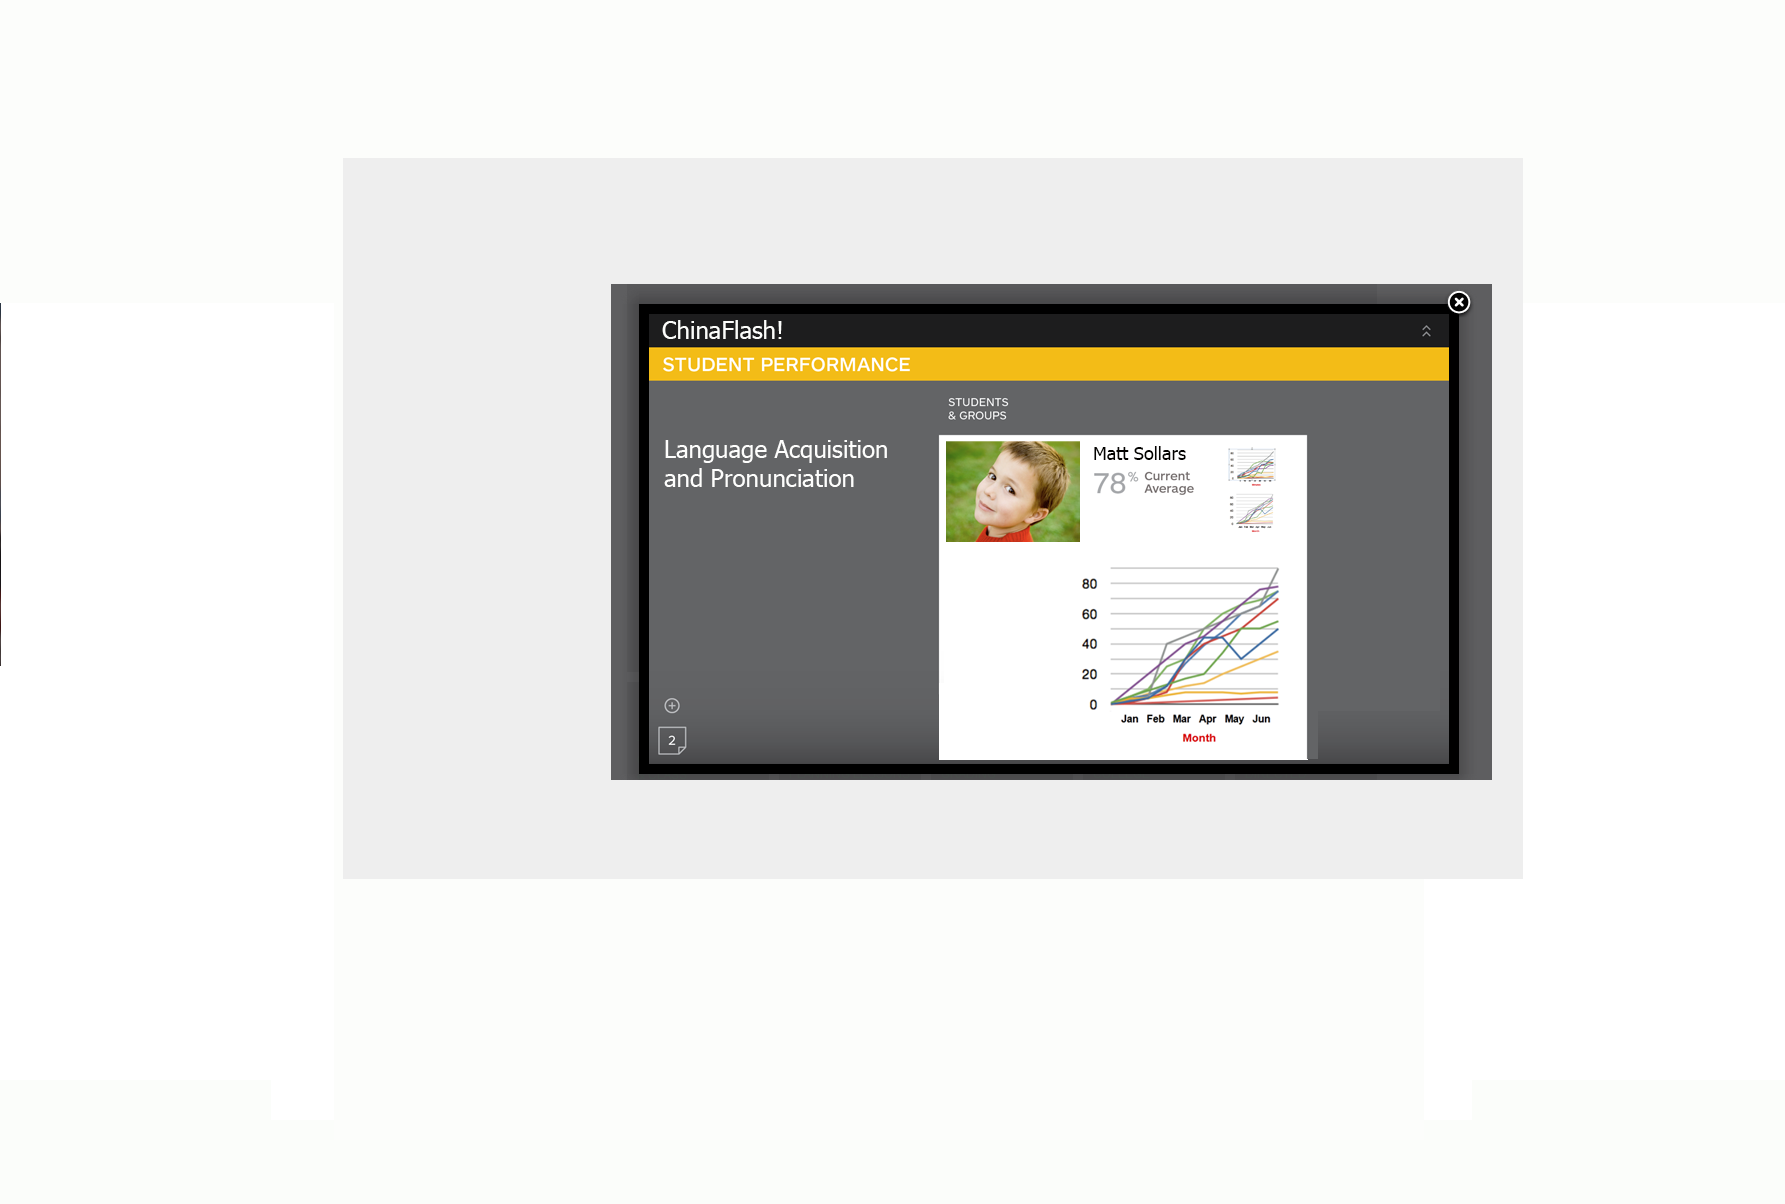 ChinaFlash!
STUDENT PERFORMANCE
STUDENTS
& GROUPS
Language Acquisition
and Pronunciation
Matt Sollars
78% Current
Average
80
60
40
20
0
Jan Feb Mar Apr May Jun
Month
2